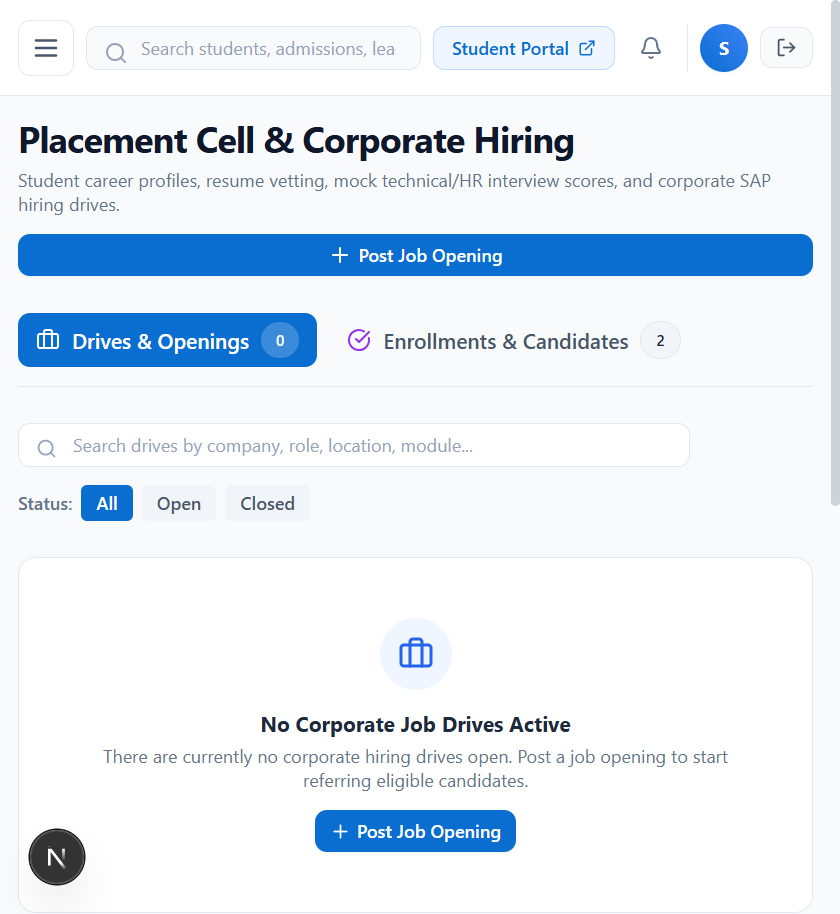 Search students, admissions, lea
Student Portal
S
Placement Cell & Corporate Hiring
Student career profiles, resume vetting, mock technical/HR interview scores, and corporate SAP
hiring drives.
Post Job Opening
Drives & Openings 0
Enrollments & Candidates 2
Search drives by company, role, location, module...
Status: All Open Closed
No Corporate Job Drives Active
There are currently no corporate hiring drives open. Post a job opening to start
referring eligible candidates.
Post Job Opening
N